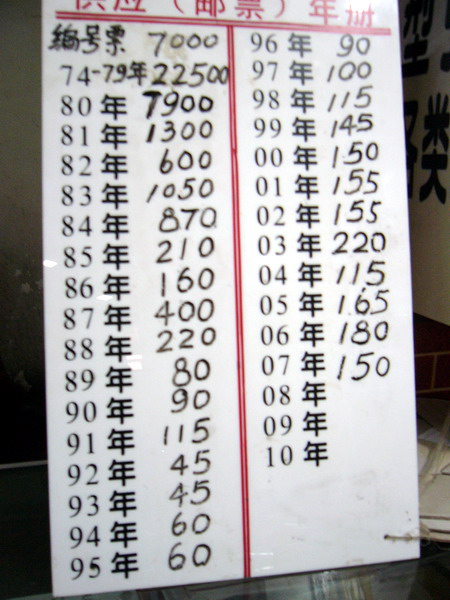 供应（邮票）年册
编号票 7000
74-79年 22500
80年 7900
81年 1300
82年 600
83年 1050
84年 870
85年 210
86年 160
87年 400
88年 220
89年 80
90年 90
91年 115
92年 45
93年 45
94年 60
95年 60
96年 90
97年 100
98年 115
99年 145
00年 150
01年 155
02年 155
03年 220
04年 115
05年 165
06年 180
07年 150
08年
09年
10年
型
各类